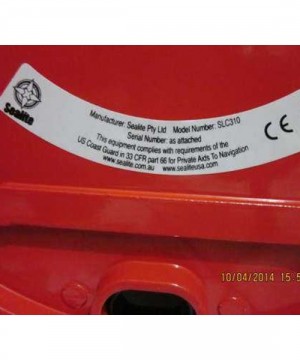 Sealite
Manufacturer: Sealite Pty Ltd Model Number: SLC310
Serial Number: as attached
This equipment complies with requirements of the
US Coast Guard in 33 CFR part 66 for Private Aids To Navigation
www.sealite.com.au www.sealiteusa.com
CE
10/04/2014 15:5